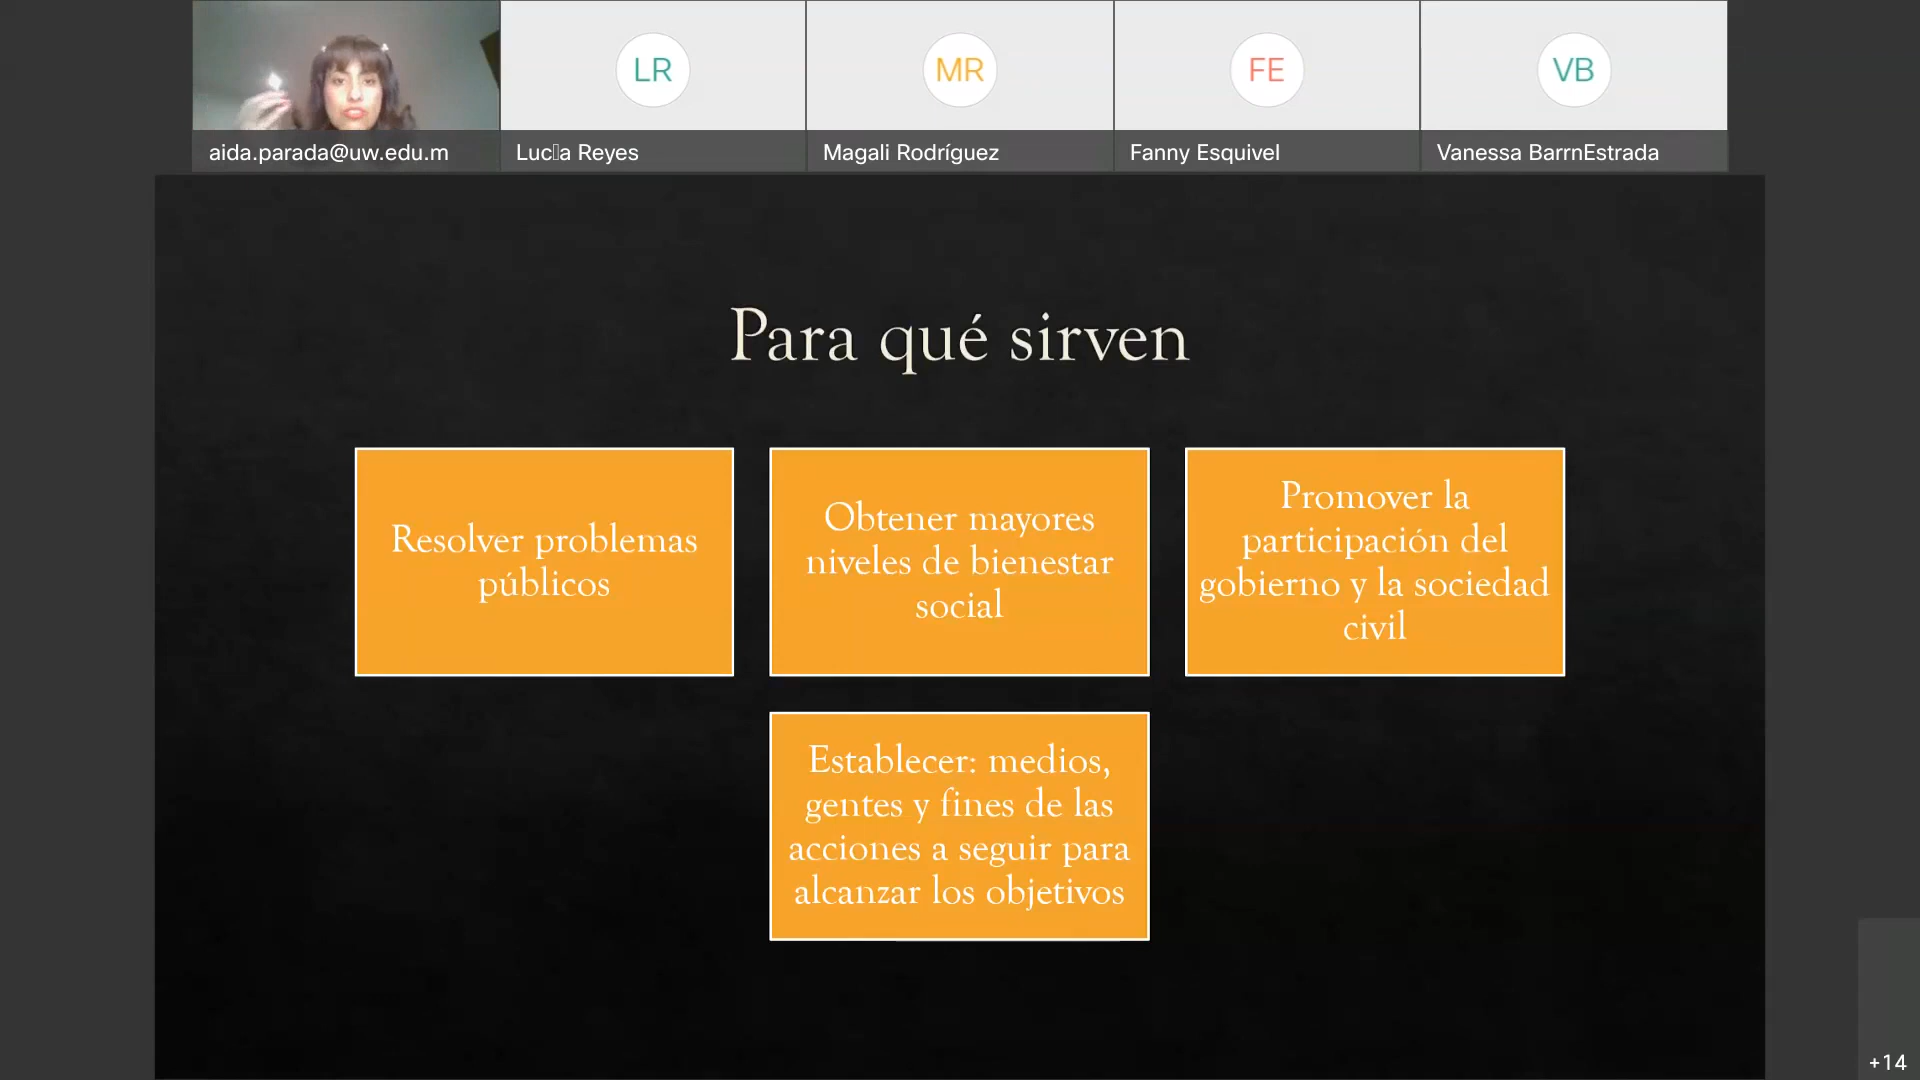 LR
MR
FE
VB
aida.parada@uw.edu.m
Luc▯a Reyes
Magali Rodríguez
Fanny Esquivel
Vanessa BarrnEstrada
Para qué sirven
Resolver problemas
públicos
Obtener mayores
niveles de bienestar
social
Promover la
participación del
gobierno y la sociedad
civil
Establecer: medios,
gentes y fines de las
acciones a seguir para
alcanzar los objetivos
+14